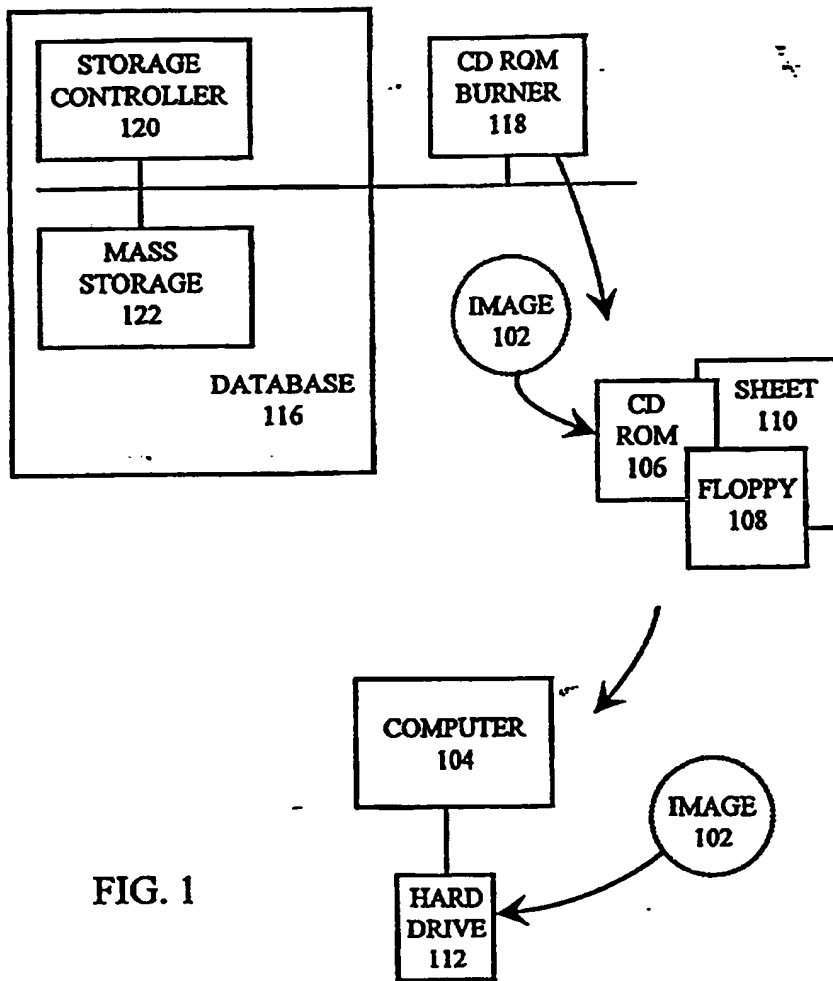 STORAGE
CONTROLLER
120
CD ROM
BURNER
118
MASS
STORAGE
122
DATABASE
116
IMAGE
102
CD
ROM
106
SHEET
110
FLOPPY
108
COMPUTER
104
IMAGE
102
HARD
DRIVE
112
FIG. 1